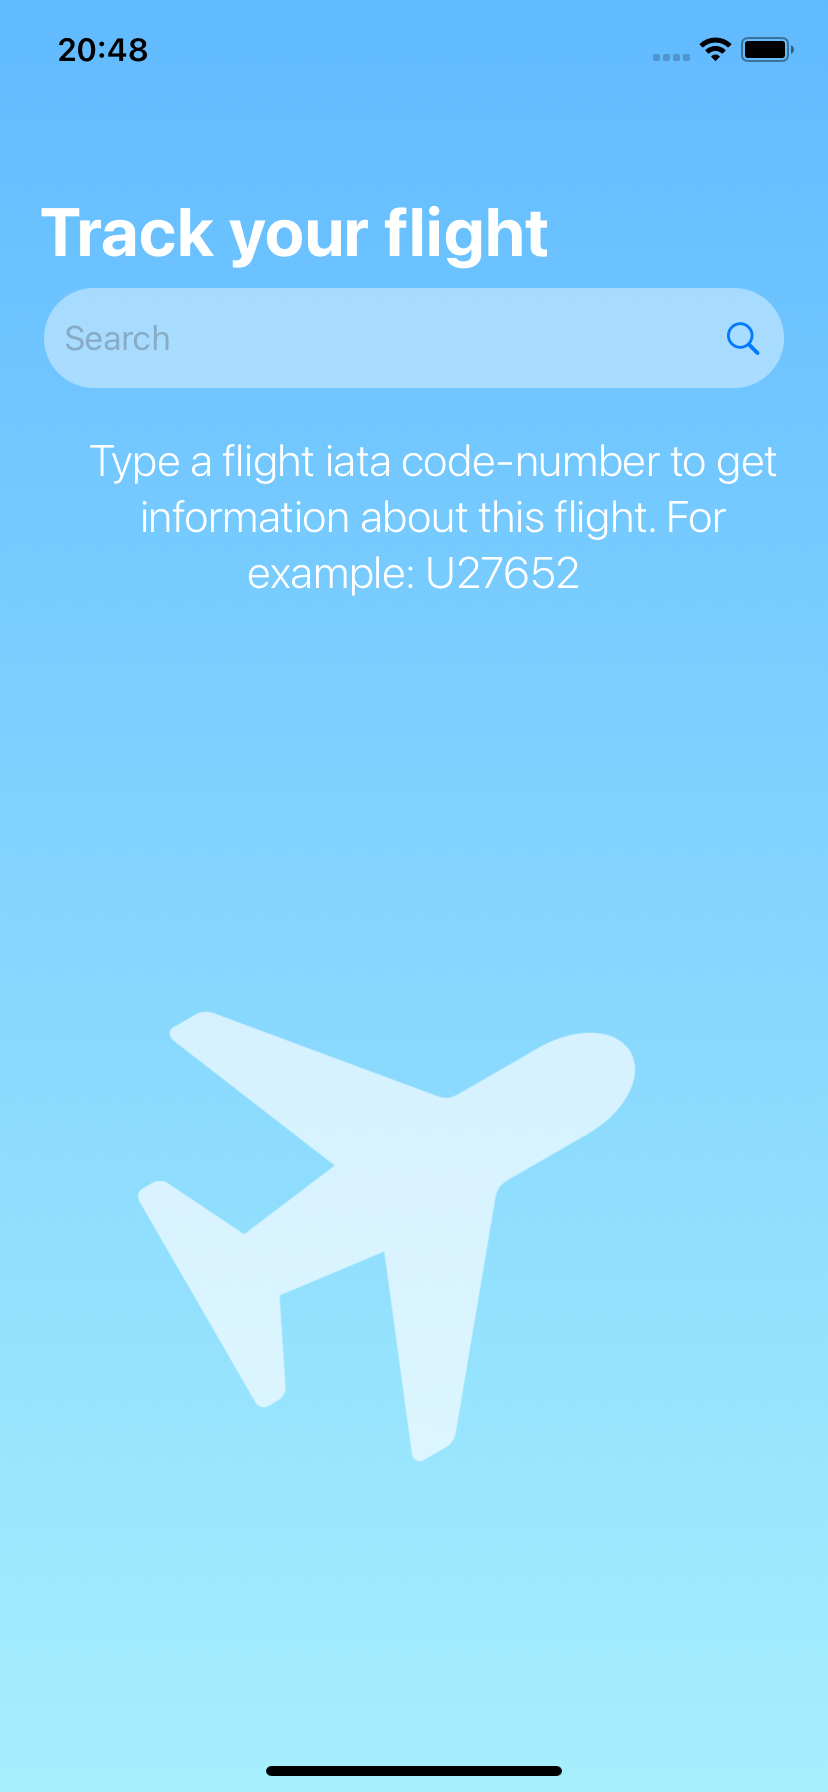 20:48
Track your flight
Search
Type a flight iata code-number to get
information about this flight. For
example: U27652